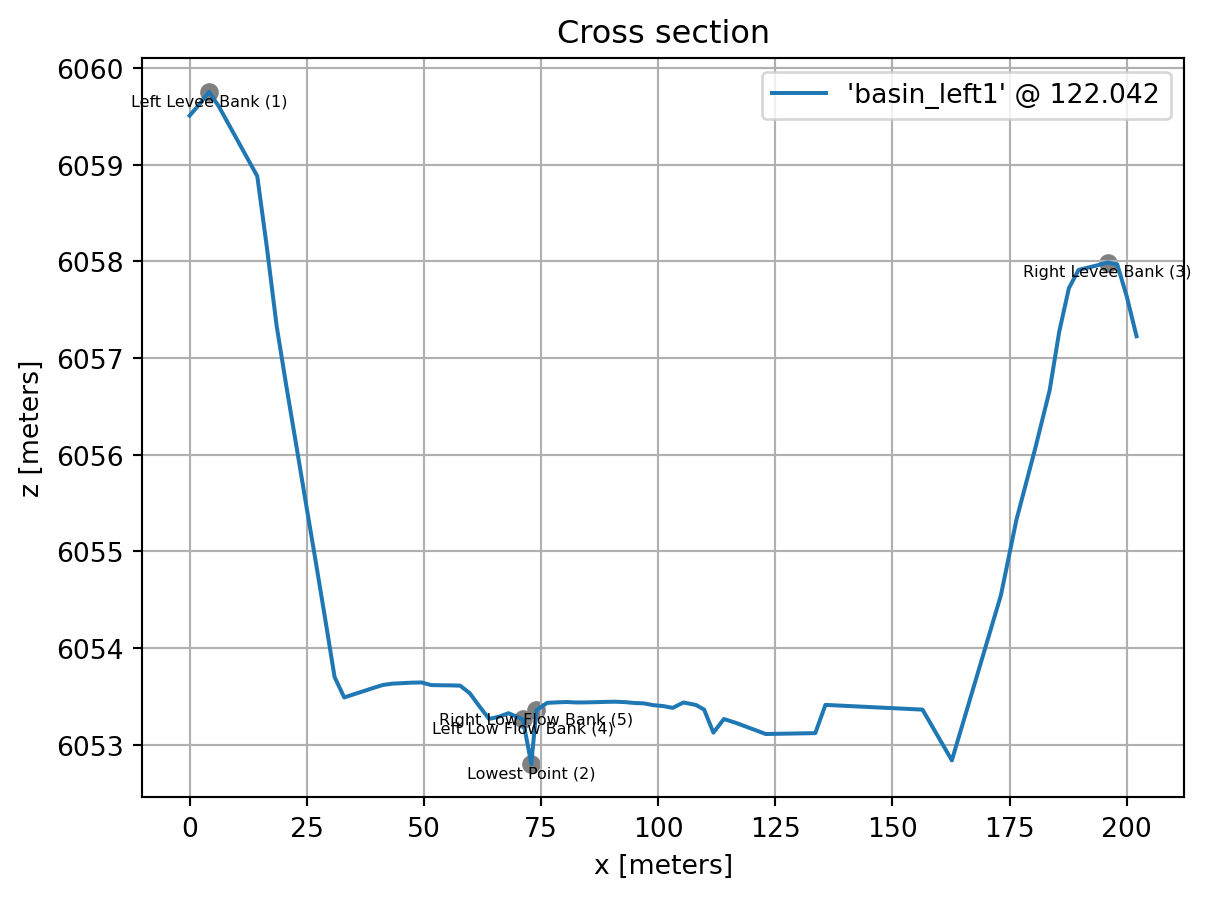 Cross section
'basin_left1' @ 122.042
6060
6059
6058
6057
6056
6055
6054
6053
z [meters]
Left Levee Bank (1)
Right Levee Bank (3)
Right Low Flow Bank (5)
Left Low Flow Bank (4)
Lowest Point (2)
0 25 50 75 100 125 150 175 200
x [meters]